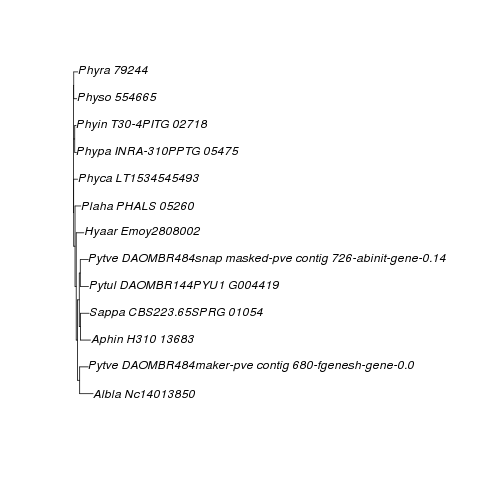 Phyra 79244
Physo 554665
Phyin T30-4PITG 02718
Phypa INRA-310PPTG 05475
Phyca LT1534545493
Plaha PHALS 05260
Hyaar Emoy2808002
Pytve DAOMBR484snap masked-pve contig 726-abinit-gene-0.14
Pytul DAOMBR144PYU1 G004419
Sappa CBS223.65SPRG 01054
Aphin H310 13683
Pytve DAOMBR484maker-pve contig 680-fgenesh-gene-0.0
Albla Nc14013850